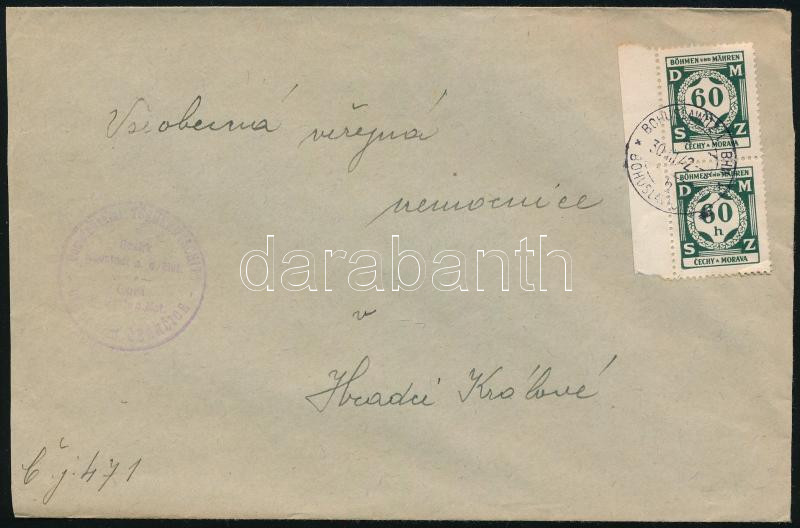 BÖHMEN UND MÄHREN
D M
60
S Z
ČECHY A MORAVA
BÖHMEN UND MÄHREN
D M
60
h
S Z
ČECHY A MORAVA
Všeobecná veřejná
nemocnice
v
Hradci Králové
Č. j. 471
darabanth